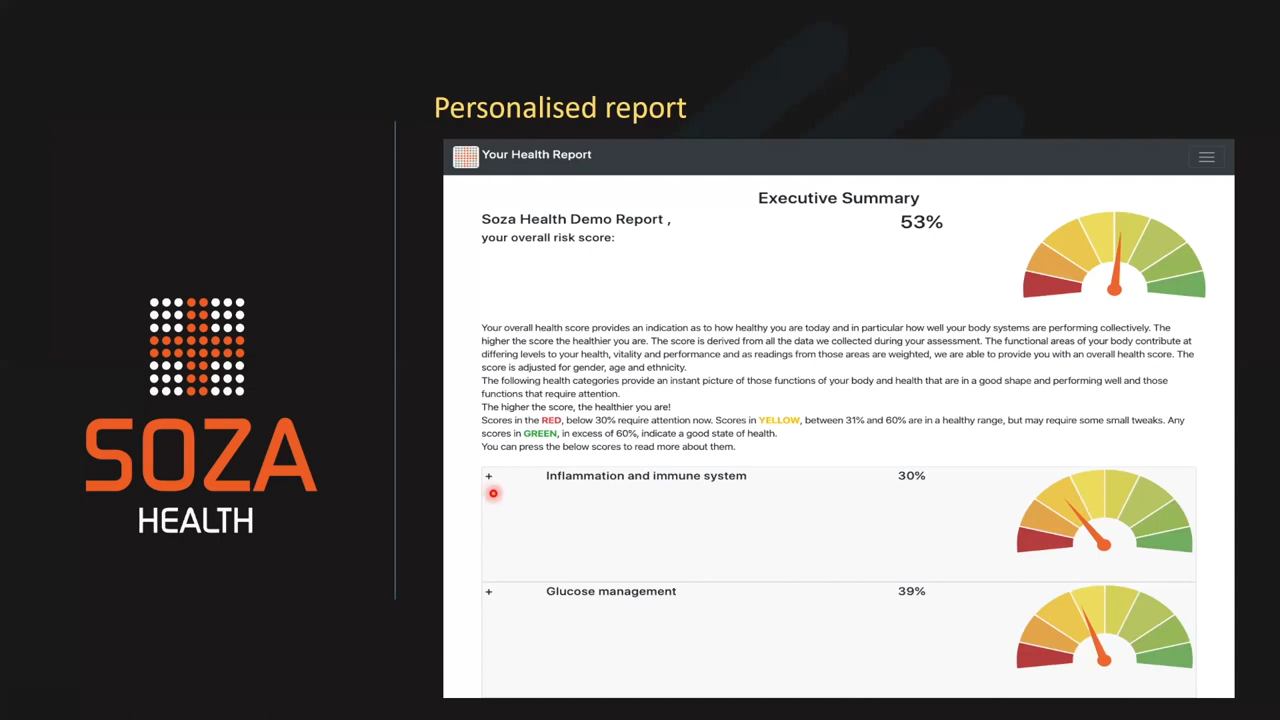 Personalised report
Your Health Report
Executive Summary
Soza Health Demo Report ,
53%
your overall risk score:
Your overall health score provides an indication as to how healthy you are today and in particular how well your body systems are performing collectively. The
higher the score the healthier you are. The score is derived from all the data we collected during your assessment. The functional areas of your body contribute at
differing levels to your health, vitality and performance and as readings from those areas are weighted, we are able to provide you with an overall health score. The
score is adjusted for gender, age and ethnicity.
The following health categories provide an instant picture of those functions of your body and health that are in a good shape and performing well and those
functions that require attention.
The higher the score, the healthier you are!
Scores in the RED, below 30% require attention now. Scores in YELLOW, between 31% and 60% are in a healthy range, but may require some small tweaks. Any
scores in GREEN, in excess of 60%, indicate a good state of health.
You can press the below scores to read more about them.
+ Inflammation and immune system 30%
+ Glucose management 39%
SOZA
HEALTH